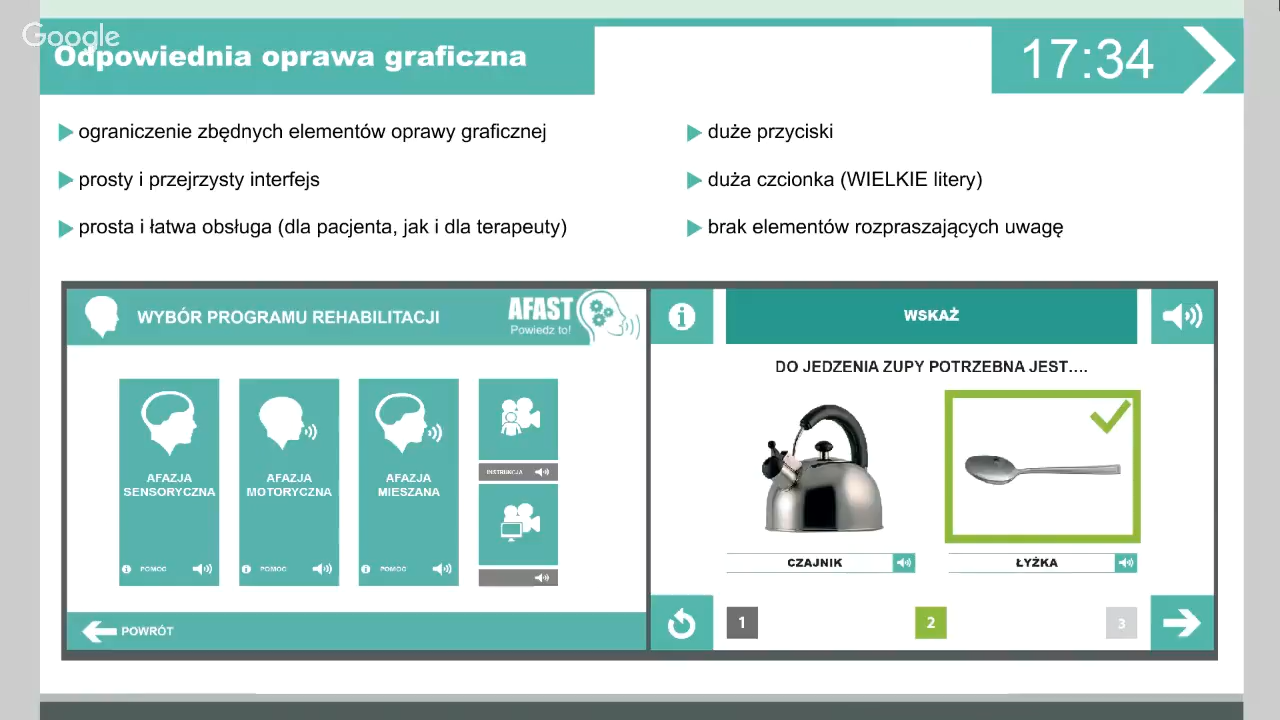 Google
Odpowiednia oprawa graficzna
17:34
ograniczenie zbędnych elementów oprawy graficznej
prosty i przejrzysty interfejs
prosta i łatwa obsługa (dla pacjenta, jak i dla terapeuty)
duże przyciski
duża czcionka (WIELKIE litery)
brak elementów rozpraszających uwagę
WYBÓR PROGRAMU REHABILITACJI
AFAST
Powiedz to!
AFAZJA
SENSORYCZNA
POMOC
AFAZJA
MOTORYCZNA
POMOC
AFAZJA
MIESZANA
POMOC
INSTRUKCJA
POWRÓT
WSKAŻ
DO JEDZENIA ZUPY POTRZEBNA JEST....
CZAJNIK
ŁYŻKA
1
2
3